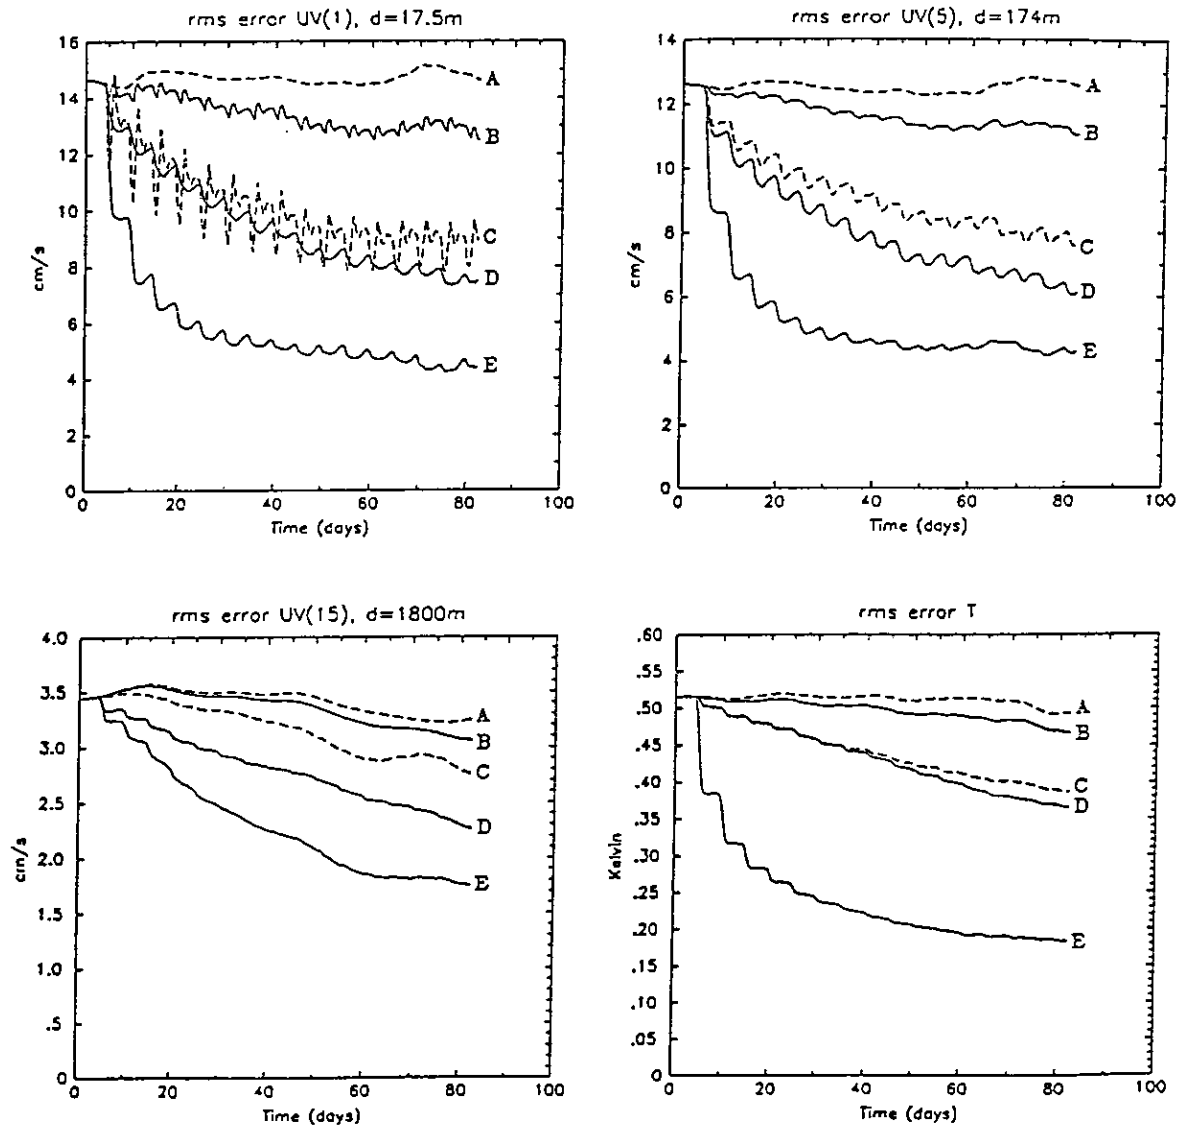 rms error UV(1), d=17.5m
16
14
12
10
8
6
4
2
0
cm/s
A
B
C
D
E
0 20 40 60 80 100
Time (days)
rms error UV(5), d=174m
14
12
10
8
6
4
2
0
cm/s
A
B
C
D
E
0 20 40 60 80 100
Time (days)
rms error UV(15), d=1800m
4.0
3.5
3.0
2.5
2.0
1.5
1.0
.5
0
cm/s
A
B
C
D
E
0 20 40 60 80 100
Time (days)
rms error T
.60
.55
.50
.45
.40
.35
.30
.25
.20
.15
.10
.05
0
Kelvin
A
B
C
D
E
0 20 40 60 80 100
Time (days)